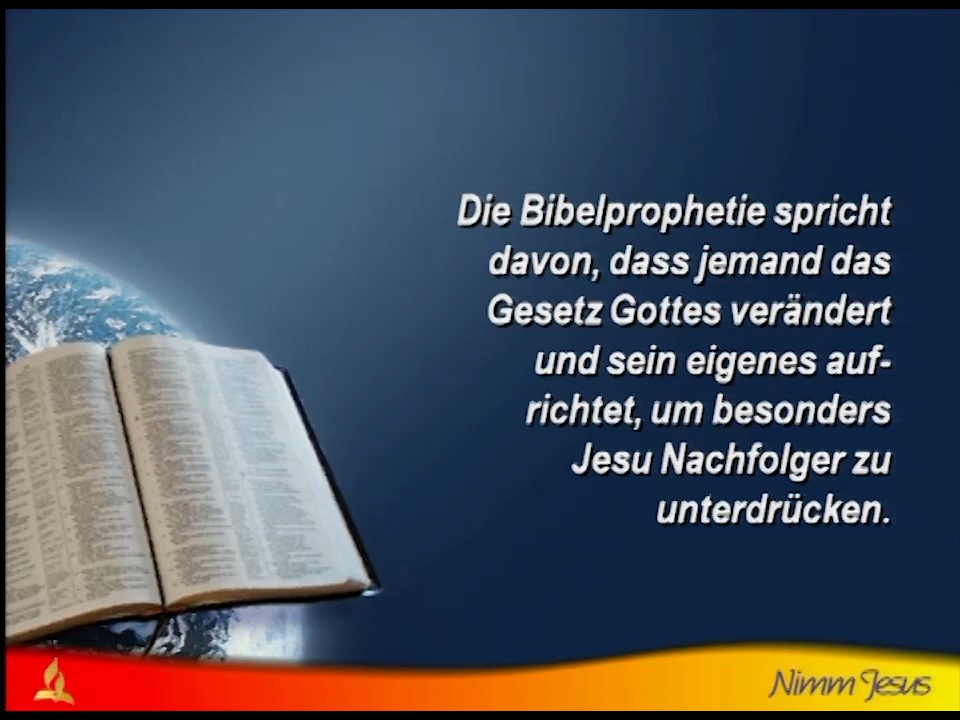 Die Bibelprophetie spricht
davon, dass jemand das
Gesetz Gottes verändert
und sein eigenes auf-
richtet, um besonders
Jesu Nachfolger zu
unterdrücken.
Nimm Jesus